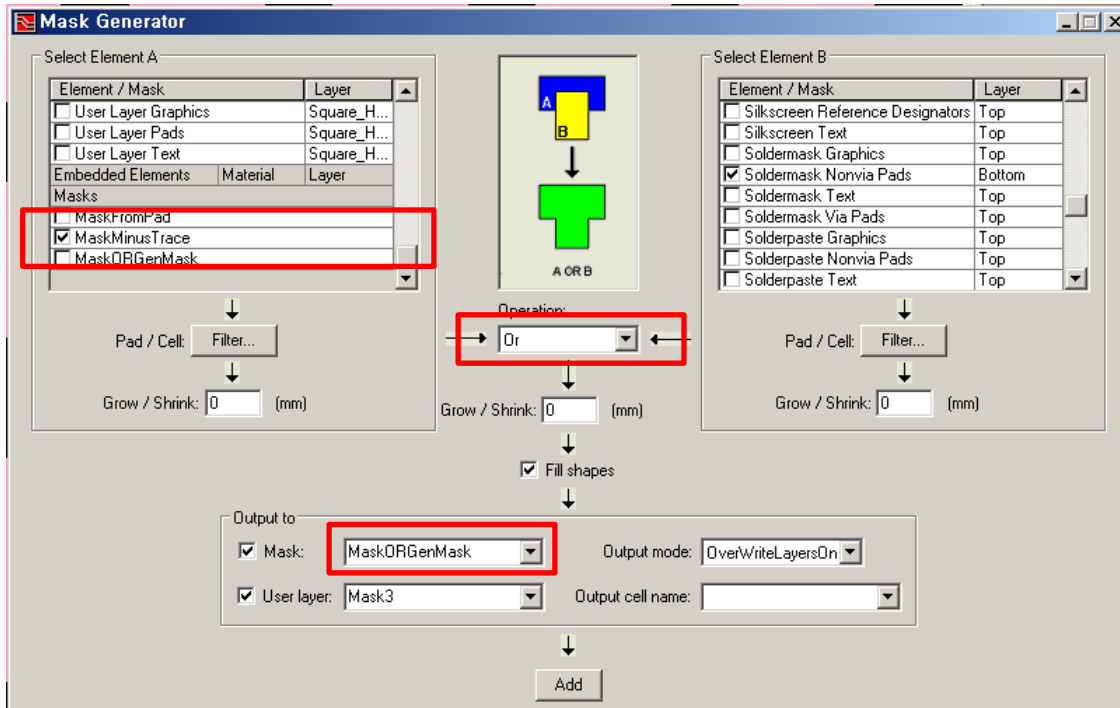 Mask Generator
Select Element A
Element / Mask Layer
User Layer Graphics Square_H...
User Layer Pads Square_H...
User Layer Text Square_H...
Embedded Elements Material Layer
Masks
MaskFromPad
MaskMinusTrace
MaskORGenMask
Pad / Cell: Filter...
Grow / Shrink: 0 (mm)
A
B
A OR B
Operation:
Or
Grow / Shrink: 0 (mm)
Select Element B
Element / Mask Layer
Silkscreen Reference Designators Top
Silkscreen Text Top
Soldermask Graphics Top
Soldermask Nonvia Pads Bottom
Soldermask Text Top
Soldermask Via Pads Top
Solderpaste Graphics Top
Solderpaste Nonvia Pads Top
Solderpaste Text Top
Pad / Cell: Filter...
Grow / Shrink: 0 (mm)
Fill shapes
Output to
Mask: MaskORGenMask Output mode: OverWriteLayersOn
User layer: Mask3 Output cell name:
Add